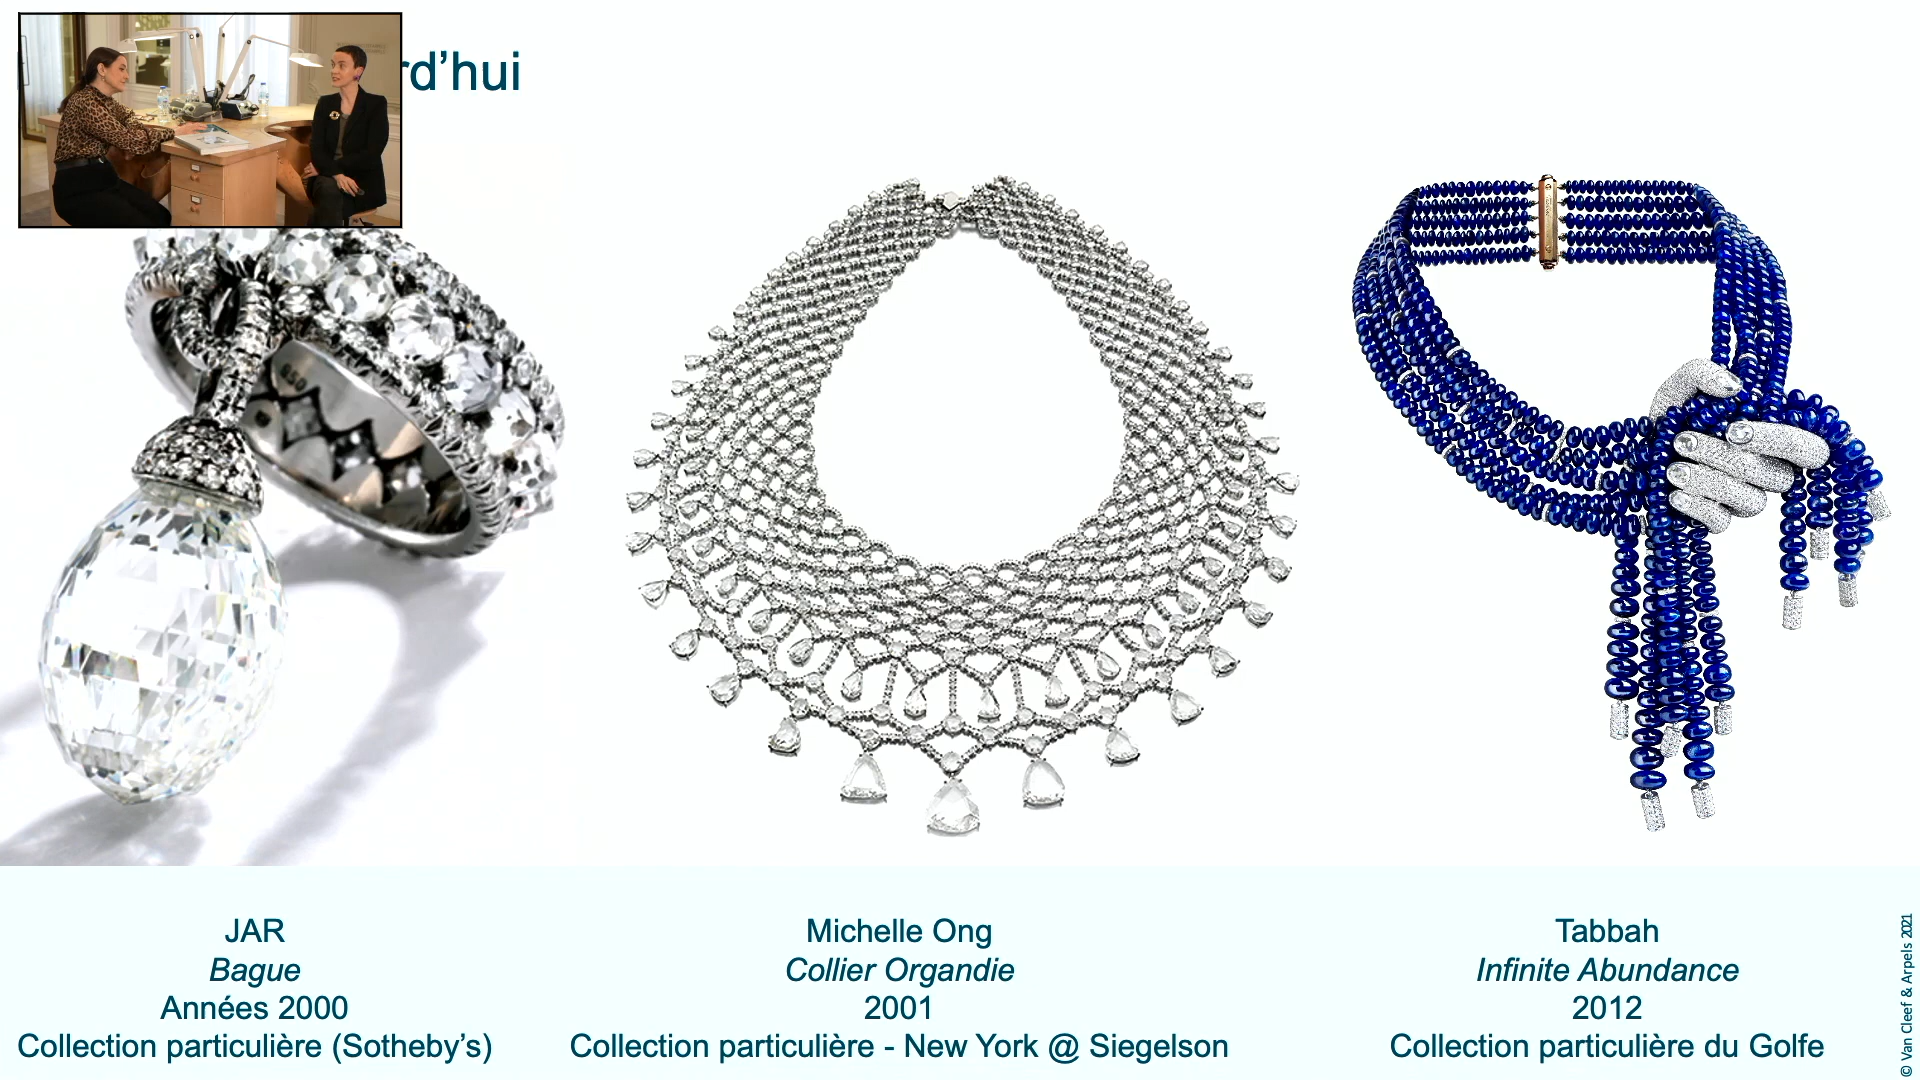 rd’hui
JAR
Bague
Années 2000
Collection particulière (Sotheby’s)
Michelle Ong
Collier Organdie
2001
Collection particulière - New York @ Siegelson
Tabbah
Infinite Abundance
2012
Collection particulière du Golfe
© Van Cleef & Arpels 2021